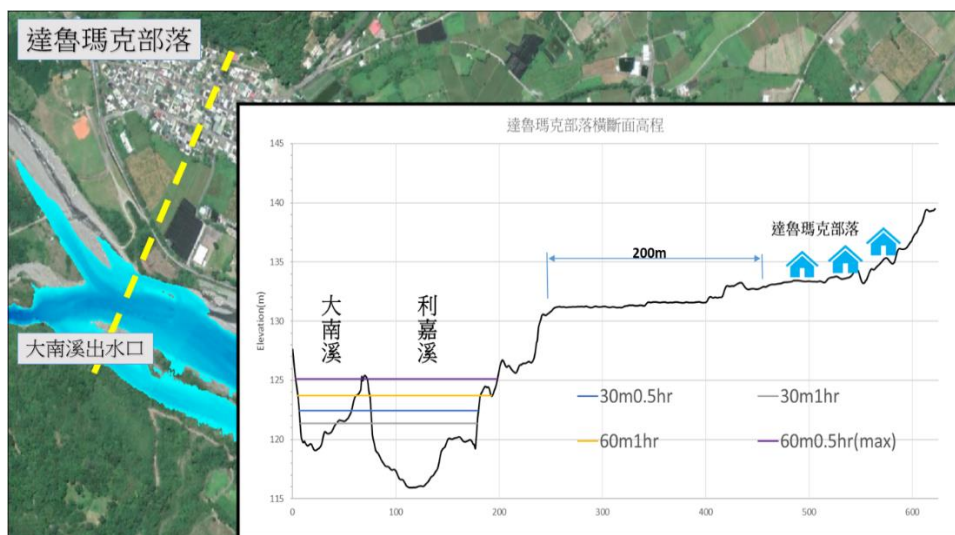 達魯瑪克部落
達魯瑪克部落橫斷面高程
145
140
135
130
125
120
115
Elevation(m)
達魯瑪克部落
200m
大南溪
利嘉溪
大南溪出水口
30m0.5hr
30m1hr
60m1hr
60m0.5hr(max)
0
100
200
300
400
500
600